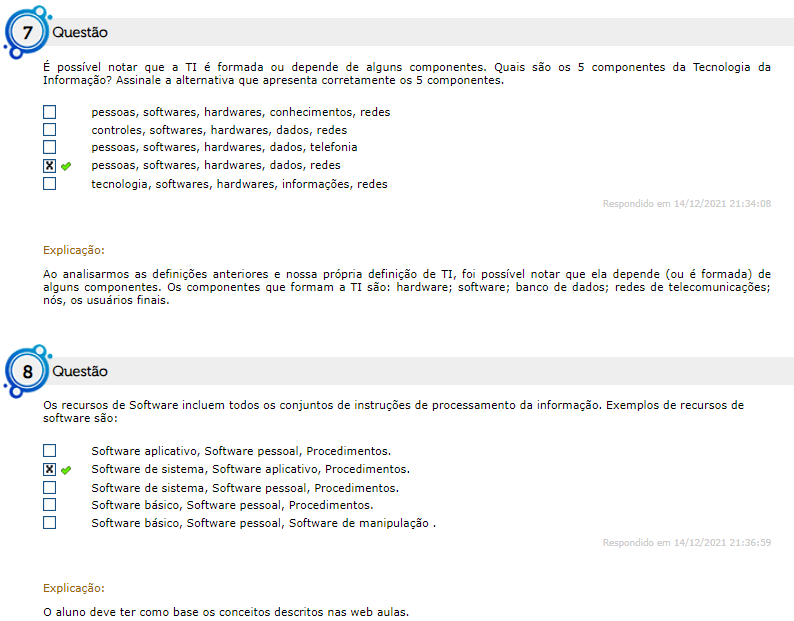 7 Questão
É possível notar que a TI é formada ou depende de alguns componentes. Quais são os 5 componentes da Tecnologia da
Informação? Assinale a alternativa que apresenta corretamente os 5 componentes.
pessoas, softwares, hardwares, conhecimentos, redes
controles, softwares, hardwares, dados, redes
pessoas, softwares, hardwares, dados, telefonia
X pessoas, softwares, hardwares, dados, redes
tecnologia, softwares, hardwares, informações, redes
Respondido em 14/12/2021 21:34:08
Explicação:
Ao analisarmos as definições anteriores e nossa própria definição de TI, foi possível notar que ela depende (ou é formada) de
alguns componentes. Os componentes que formam a TI são: hardware; software; banco de dados; redes de telecomunicações;
nós, os usuários finais.
8 Questão
Os recursos de Software incluem todos os conjuntos de instruções de processamento da informação. Exemplos de recursos de
software são:
Software aplicativo, Software pessoal, Procedimentos.
X Software de sistema, Software aplicativo, Procedimentos.
Software de sistema, Software pessoal, Procedimentos.
Software básico, Software pessoal, Procedimentos.
Software básico, Software pessoal, Software de manipulação .
Respondido em 14/12/2021 21:36:59
Explicação:
O aluno deve ter como base os conceitos descritos nas web aulas.